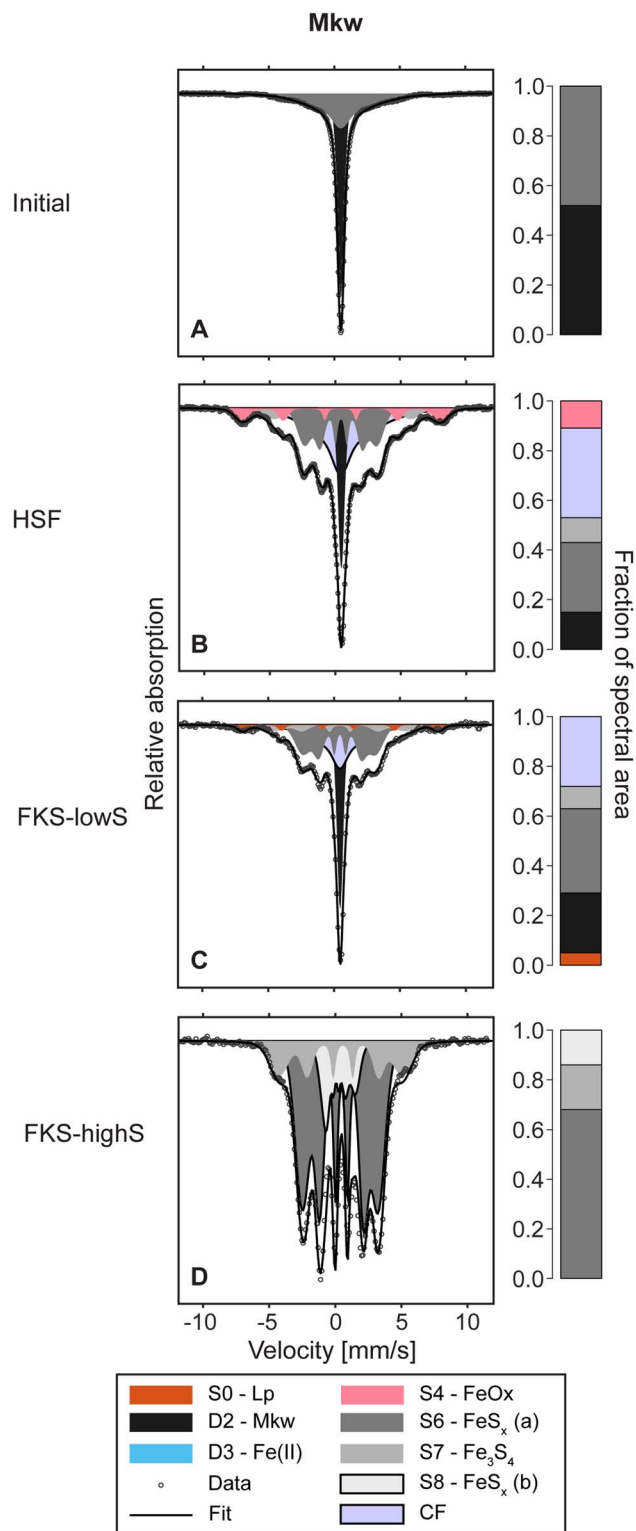 Mkw
1.0
0.8
0.6
0.4
0.2
0.0
Initial
A
1.0
0.8
0.6
0.4
0.2
0.0
HSF
B
Relative absorption
Fraction of spectral area
1.0
0.8
0.6
0.4
0.2
0.0
FKS-lowS
C
1.0
0.8
0.6
0.4
0.2
0.0
FKS-highS
D
-10 -5 0 5 10
Velocity [mm/s]
S0 - Lp
D2 - Mkw
D3 - Fe(II)
Data
Fit
S4 - FeOx
S6 - FeSₓ (a)
S7 - Fe₃S₄
S8 - FeSₓ (b)
CF